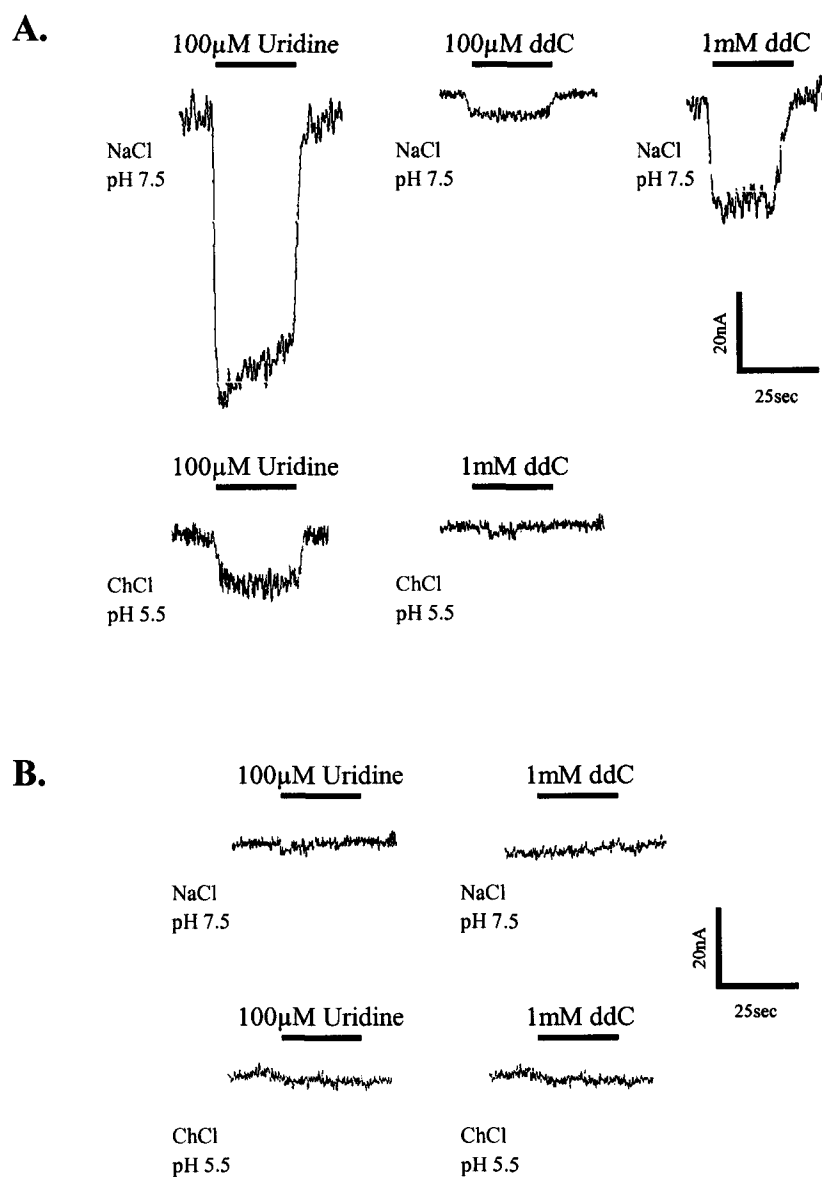 A.
100µM Uridine
100µM ddC
1mM ddC
NaCl
pH 7.5
NaCl
pH 7.5
NaCl
pH 7.5
20nA
25sec
100µM Uridine
1mM ddC
ChCl
pH 5.5
ChCl
pH 5.5
B.
100µM Uridine
1mM ddC
NaCl
pH 7.5
NaCl
pH 7.5
20nA
25sec
100µM Uridine
1mM ddC
ChCl
pH 5.5
ChCl
pH 5.5